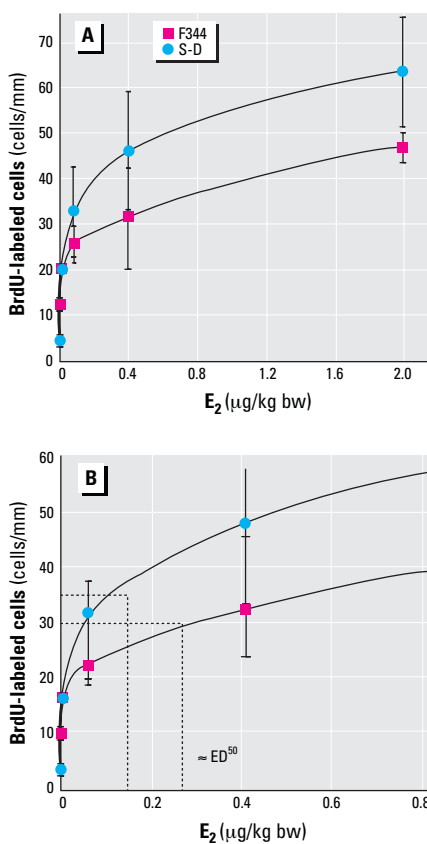 A
F344
S-D
BrdU-labeled cells (cells/mm)
70
60
50
40
30
20
10
0
0 0.4 0.8 1.2 1.6 2.0
E2 (μg/kg bw)
B
BrdU-labeled cells (cells/mm)
60
50
40
30
20
10
0
≈ ED50
0 0.2 0.4 0.6 0.8
E2 (μg/kg bw)